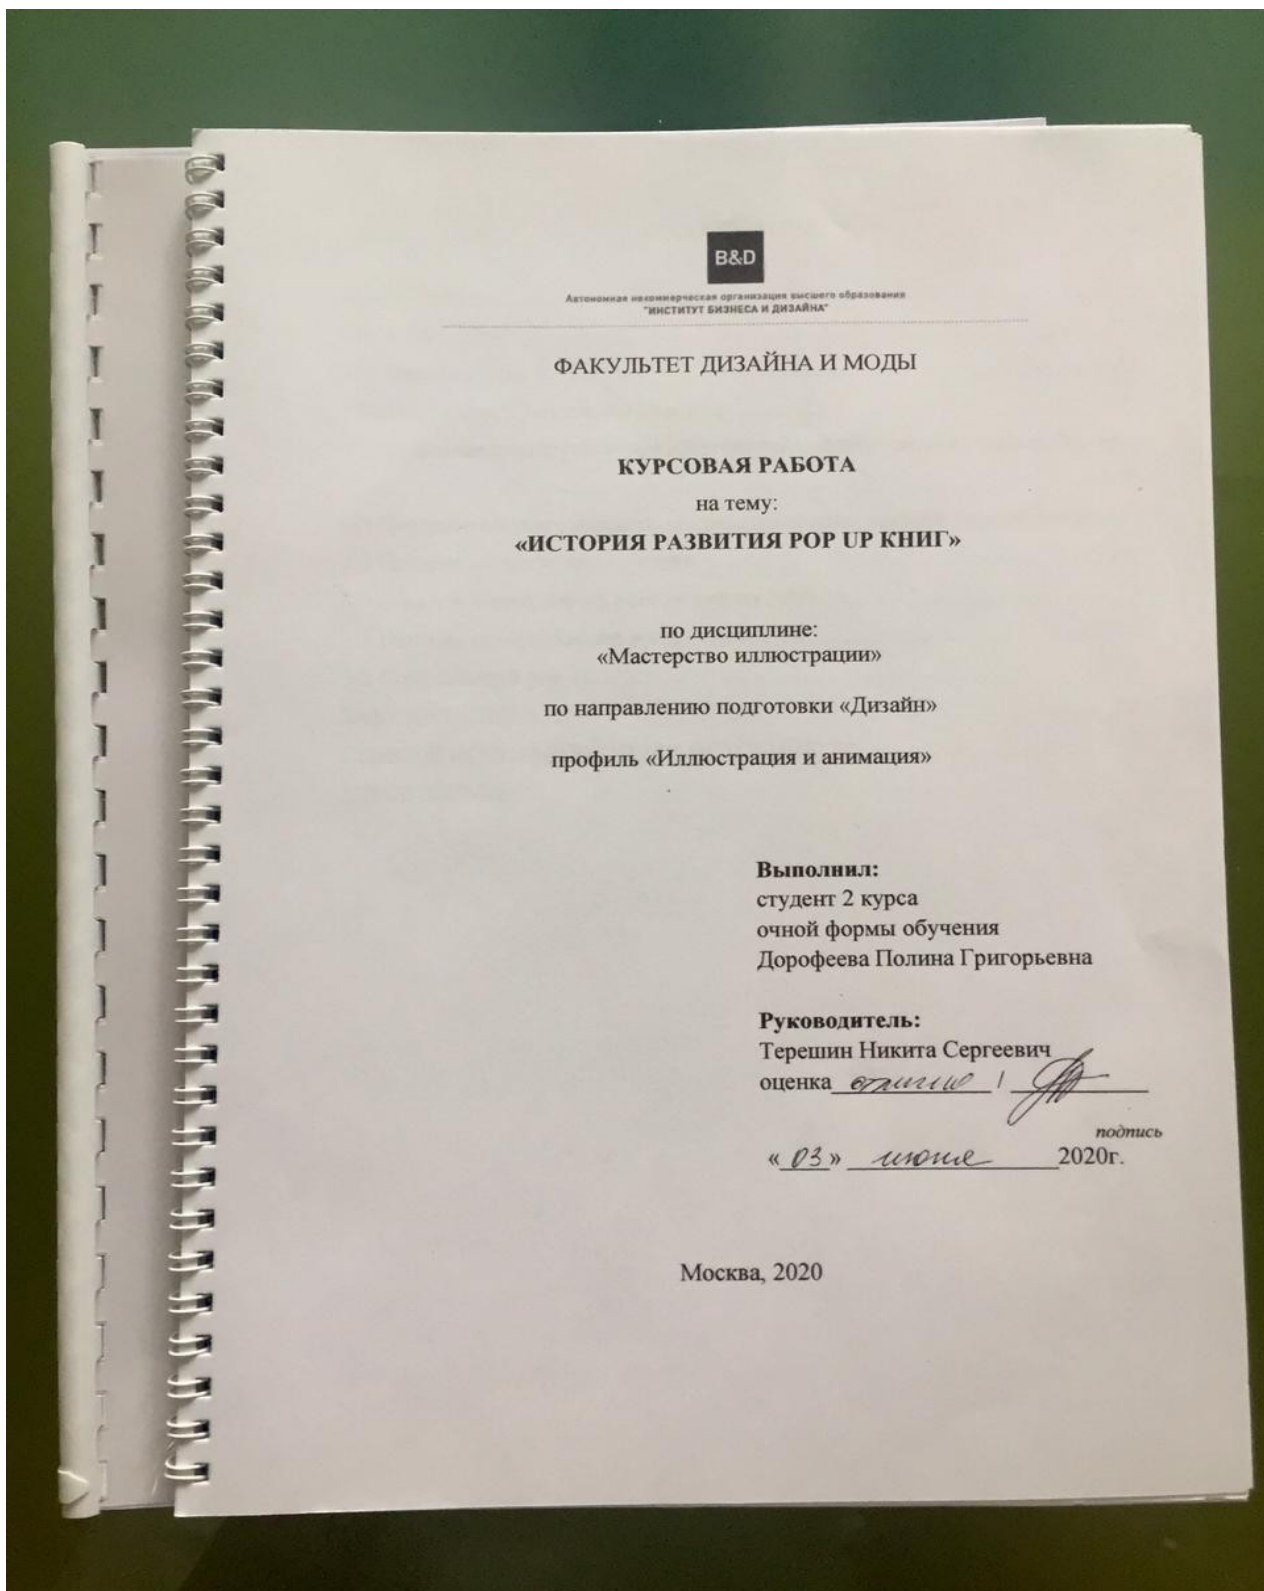 B&D
Автономная некоммерческая организация высшего образования
"ИНСТИТУТ БИЗНЕСА И ДИЗАЙНА"
ФАКУЛЬТЕТ ДИЗАЙНА И МОДЫ
КУРСОВАЯ РАБОТА
на тему:
«ИСТОРИЯ РАЗВИТИЯ POP UP КНИГ»
по дисциплине:
«Мастерство иллюстрации»
по направлению подготовки «Дизайн»
профиль «Иллюстрация и анимация»
Выполнил:
студент 2 курса
очной формы обучения
Дорофеева Полина Григорьевна
Руководитель:
Терешин Никита Сергеевич
оценка отлично /
подпись
«03» июня 2020г.
Москва, 2020